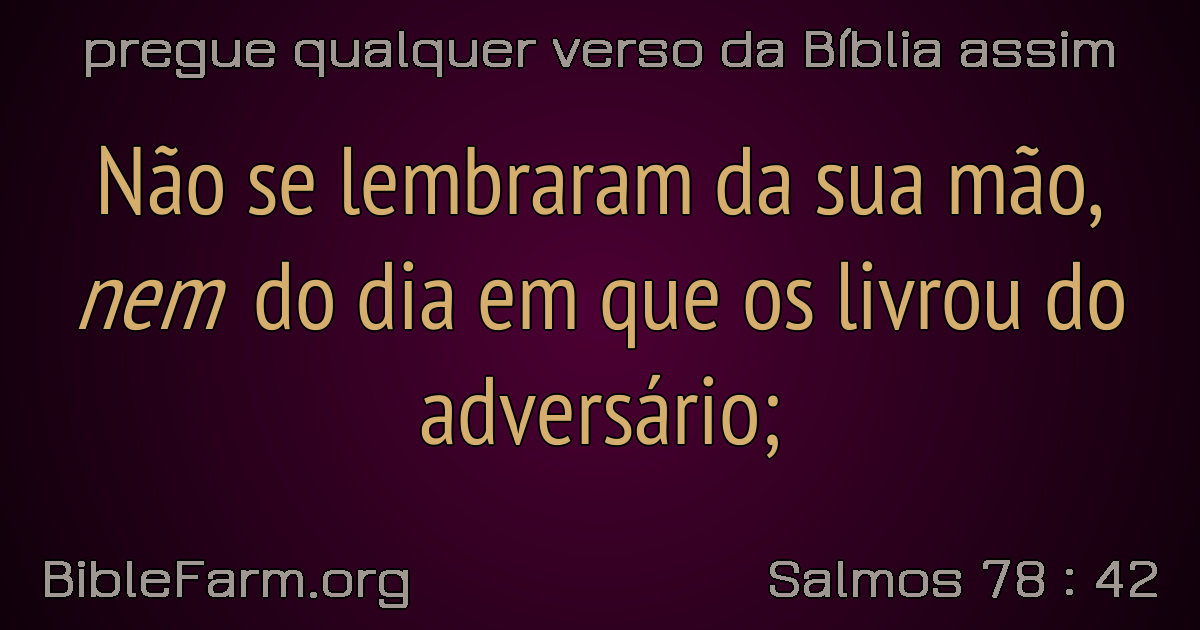 pregue qualquer verso da Bíblia assim
Não se lembraram da sua mão,
nem do dia em que os livrou do
adversário;
BibleFarm.org
Salmos 78 : 42